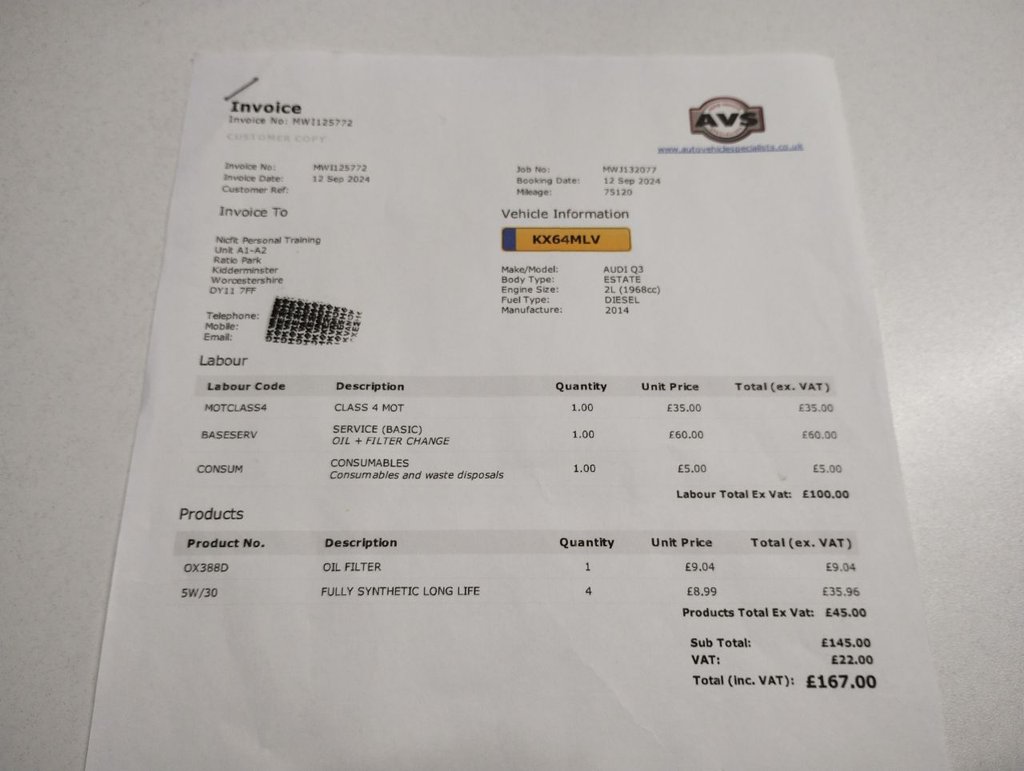 Invoice
Invoice No: MWI125772
CUSTOMER COPY
AVS
www.autovehiclespecialists.co.uk
Invoice No: MWI125772
Invoice Date: 12 Sep 2024
Customer Ref:
Job No: MWJ132077
Booking Date: 12 Sep 2024
Mileage: 75120
Invoice To
Nicfit Personal Training
Unit A1-A2
Ratio Park
Kidderminster
Worcestershire
DY11 7FF
Telephone:
Mobile:
Email:
Vehicle Information
KX64MLV
Make/Model: AUDI Q3
Body Type: ESTATE
Engine Size: 2L (1968cc)
Fuel Type: DIESEL
Manufacture: 2014
Labour
Labour Code Description Quantity Unit Price Total (ex. VAT)
MOTCLASS4 CLASS 4 MOT 1.00 £35.00 £35.00
BASESERV SERVICE (BASIC) 1.00 £60.00 £60.00
OIL + FILTER CHANGE
CONSUM CONSUMABLES 1.00 £5.00 £5.00
Consumables and waste disposals
Labour Total Ex Vat: £100.00
Products
Product No. Description Quantity Unit Price Total (ex. VAT)
OX388D OIL FILTER 1 £9.04 £9.04
5W/30 FULLY SYNTHETIC LONG LIFE 4 £8.99 £35.96
Products Total Ex Vat: £45.00
Sub Total: £145.00
VAT: £22.00
Total (inc. VAT): £167.00